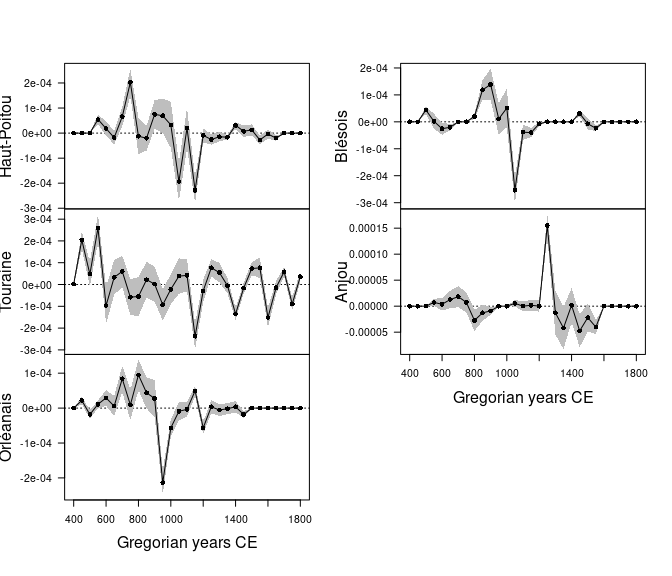 Haut-Poitou
2e-04
1e-04
0e+00
-1e-04
-2e-04
-3e-04
Touraine
3e-04
2e-04
1e-04
0e+00
-1e-04
-2e-04
-3e-04
Orléanais
1e-04
0e+00
-1e-04
-2e-04
400 600 800 1000 1400 1800
Gregorian years CE
Blésois
2e-04
1e-04
0e+00
-1e-04
-2e-04
-3e-04
Anjou
0.00015
0.00010
0.00005
0.00000
-0.00005
400 600 800 1000 1400 1800
Gregorian years CE